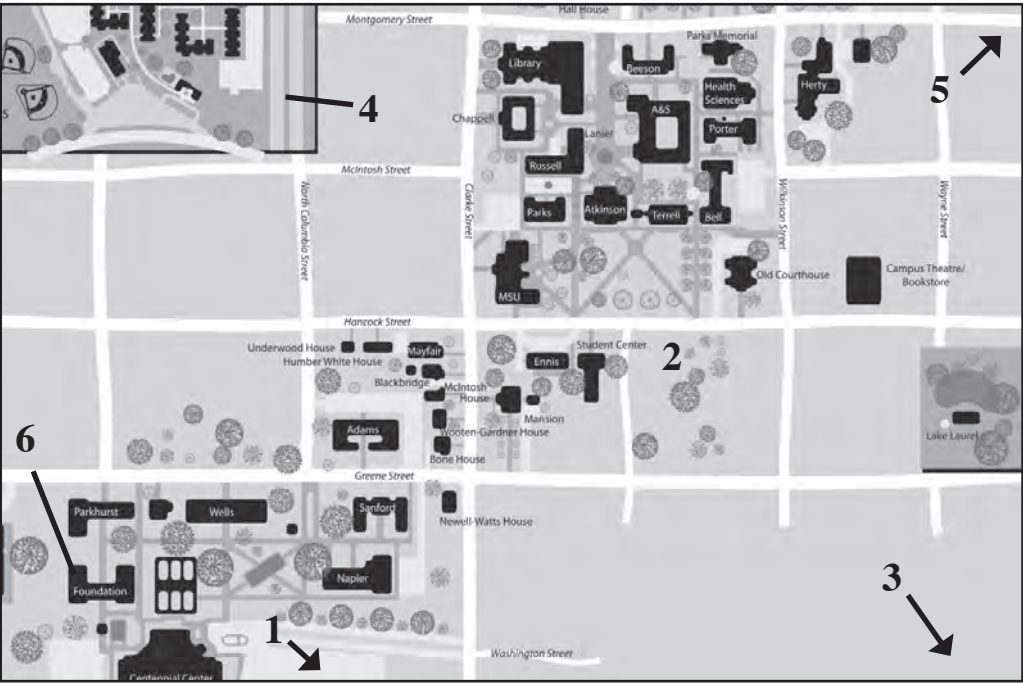 Hall House
Montgomery Street
Parks Memorial
Library
Beeson
Health
Sciences
Herty
5
4
S
Chappell
A&S
Porter
Lanier
Russell
McIntosh Street
North Columbia Street
Clarke Street
Wilkinson Street
Wayne Street
Parks
Atkinson
Terrell
Bell
MSU
Old Courthouse
Campus Theatre/
Bookstore
Hancock Street
Underwood House
Humber White House
Mayfair
Blackbridge
McIntosh
House
Ennis
Student Center
2
Mansion
Adams
Wooten-Gardner House
Bone House
Lake Laurel
6
Greene Street
Parkhurst
Wells
Sanford
Newell-Watts House
Foundation
Napier
3
1
Washington Street
Centennial Center